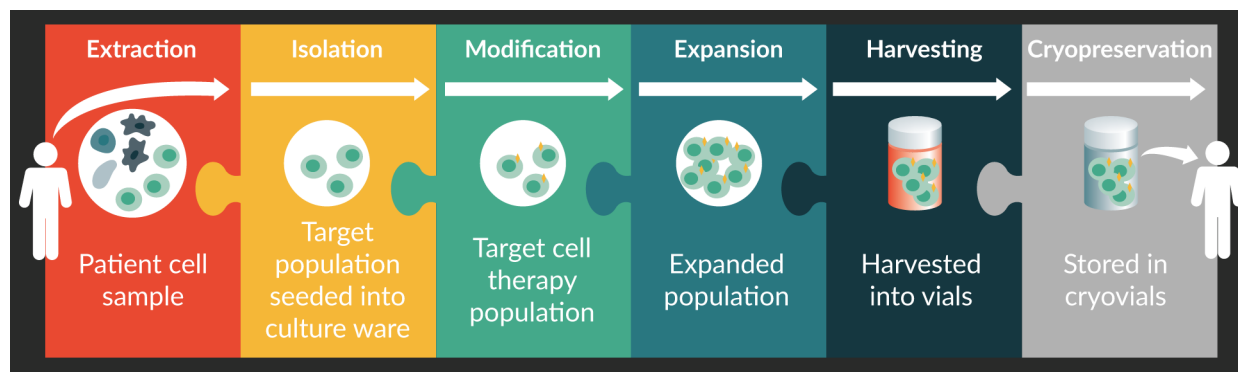 Extraction
Isolation
Modification
Expansion
Harvesting
Cryopreservation
Patient cell
sample
Target
population
seeded into
culture ware
Target cell
therapy
population
Expanded
population
Harvested
into vials
Stored in
cryovials